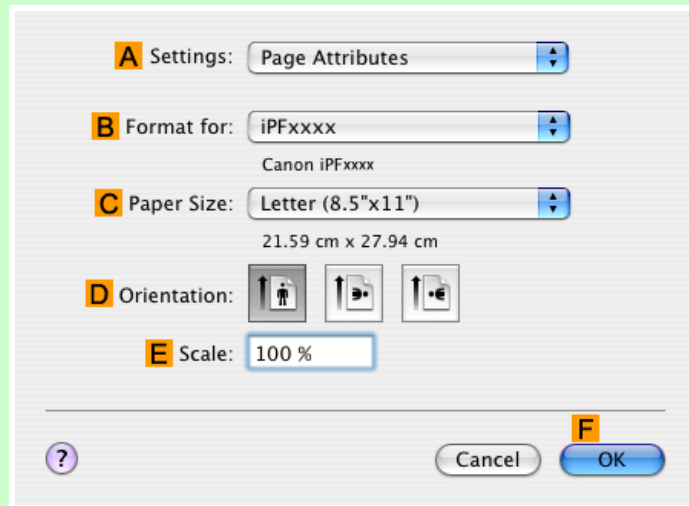 A Settings: Page Attributes
B Format for: iPFxxxx
Canon iPFxxxx
C Paper Size: Letter (8.5"x11")
21.59 cm x 27.94 cm
D Orientation:
E Scale: 100 %
F
? Cancel OK